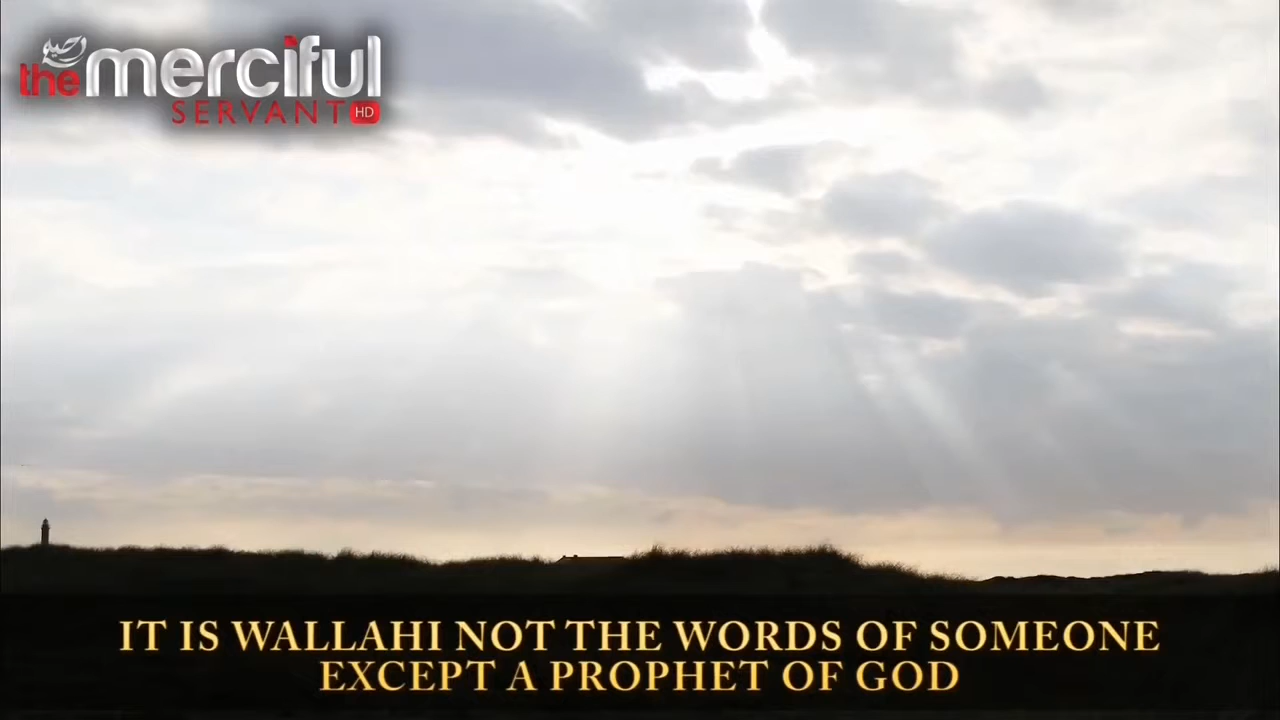 the merciful
SERVANT HD
IT IS WALLAHI NOT THE WORDS OF SOMEONE
EXCEPT A PROPHET OF GOD